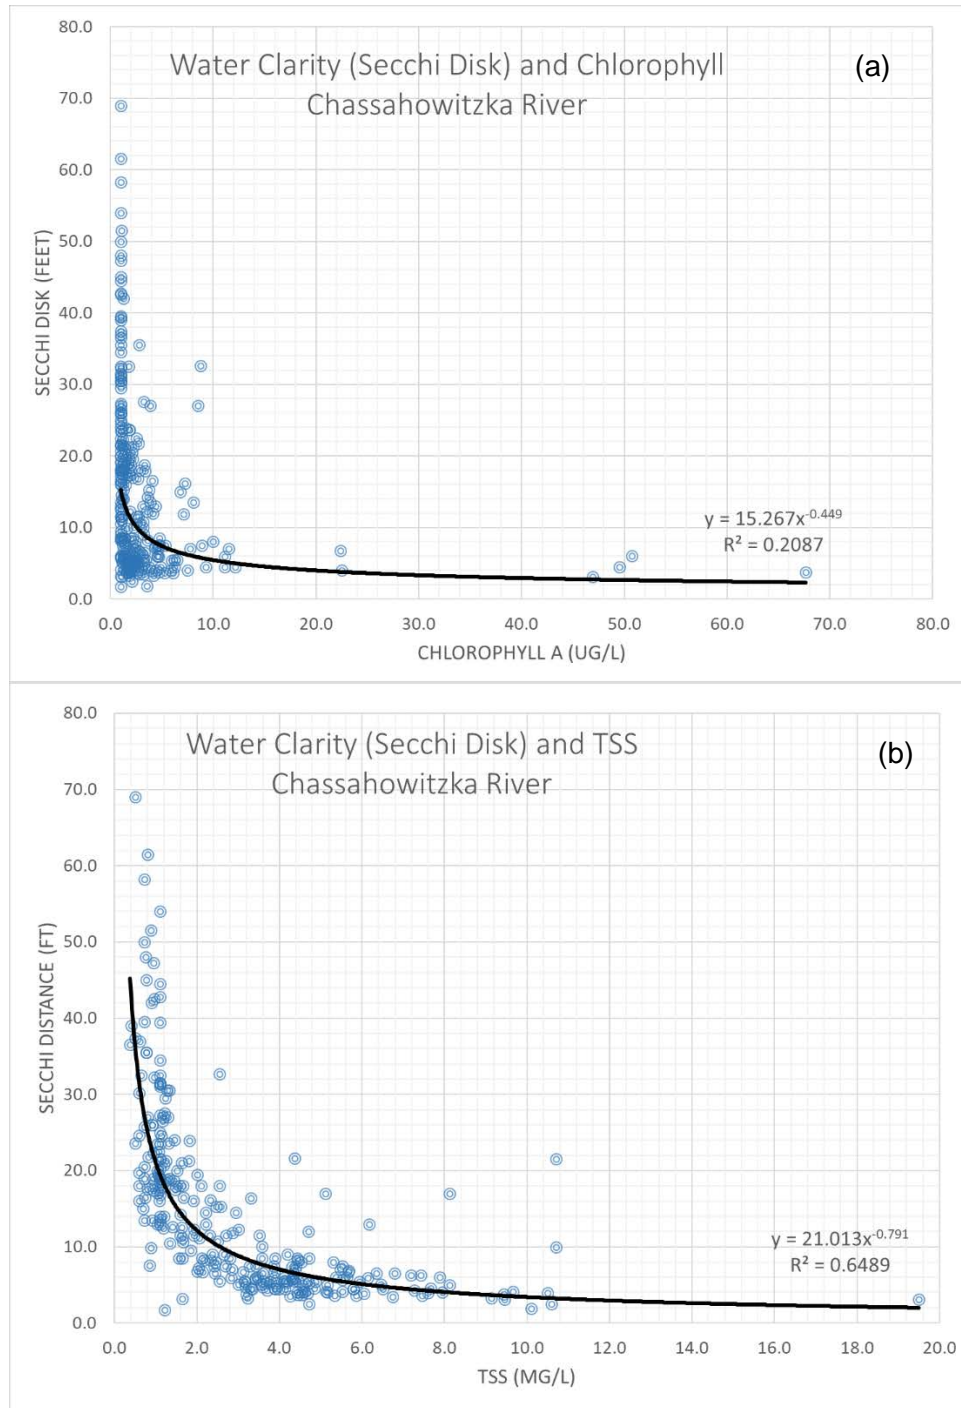 80.0
Water Clarity (Secchi Disk) and Chlorophyll
(a)
Chassahowitzka River
70.0
60.0
50.0
40.0
30.0
20.0
10.0
0.0
SECCHI DISK (FEET)
y = 15.267x^-0.449
R² = 0.2087
0.0 10.0 20.0 30.0 40.0 50.0 60.0 70.0 80.0
CHLOROPHYLL A (UG/L)
80.0
Water Clarity (Secchi Disk) and TSS
(b)
Chassahowitzka River
70.0
60.0
50.0
40.0
30.0
20.0
10.0
0.0
SECCHI DISTANCE (FT)
y = 21.013x^-0.791
R² = 0.6489
0.0 2.0 4.0 6.0 8.0 10.0 12.0 14.0 16.0 18.0 20.0
TSS (MG/L)